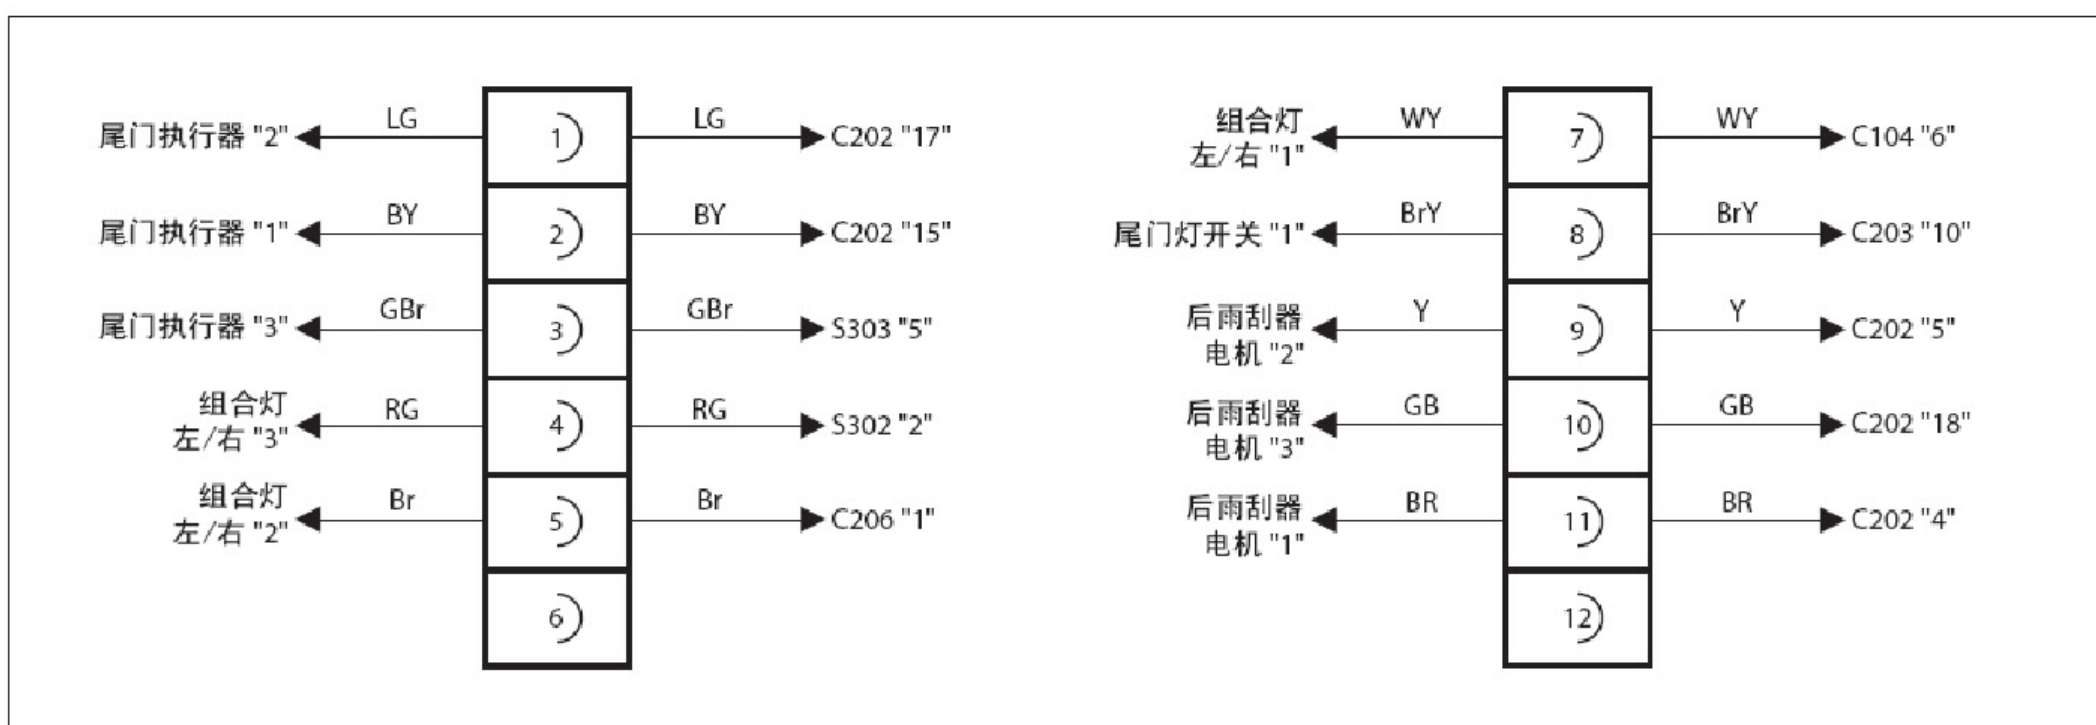 尾门执行器 "2" LG 1 LG C202 "17"
尾门执行器 "1" BY 2 BY C202 "15"
尾门执行器 "3" GBr 3 GBr S303 "5"
组合灯
左/右 "3" RG 4 RG S302 "2"
组合灯
左/右 "2" Br 5 Br C206 "1"
6
组合灯
左/右 "1" WY 7 WY C104 "6"
尾门灯开关 "1" BrY 8 BrY C203 "10"
后雨刮器
电机 "2" Y 9 Y C202 "5"
后雨刮器
电机 "3" GB 10 GB C202 "18"
后雨刮器
电机 "1" BR 11 BR C202 "4"
12